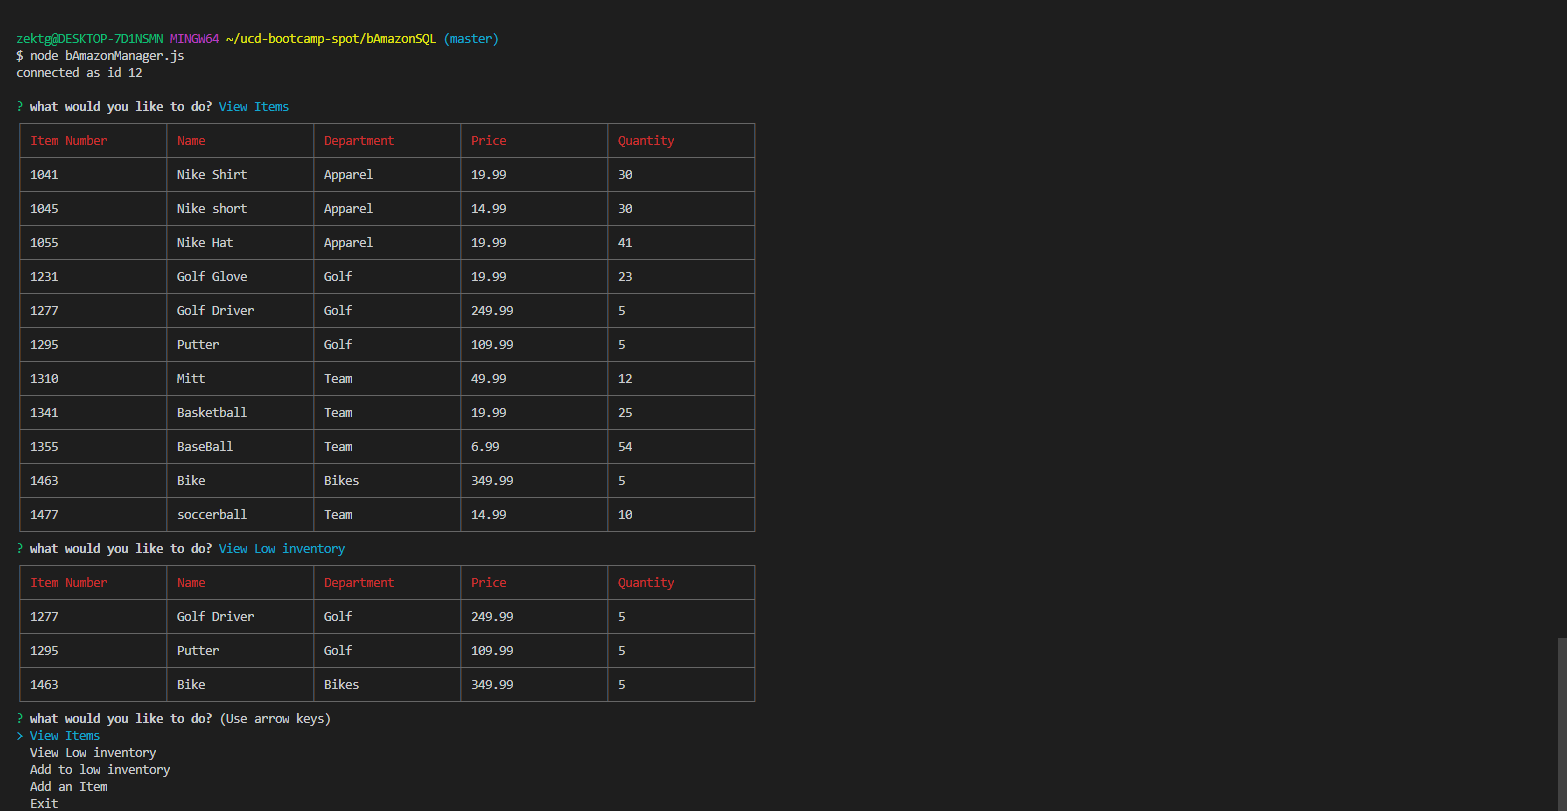 zektg@DESKTOP-7D1NSMN MINGW64 ~/ucd-bootcamp-spot/bAmazonSQL (master)
$ node bAmazonManager.js
connected as id 12
? what would you like to do? View Items
Item Number Name Department Price Quantity
1041 Nike Shirt Apparel 19.99 30
1045 Nike short Apparel 14.99 30
1055 Nike Hat Apparel 19.99 41
1231 Golf Glove Golf 19.99 23
1277 Golf Driver Golf 249.99 5
1295 Putter Golf 109.99 5
1310 Mitt Team 49.99 12
1341 Basketball Team 19.99 25
1355 BaseBall Team 6.99 54
1463 Bike Bikes 349.99 5
1477 soccerball Team 14.99 10
? what would you like to do? View Low inventory
Item Number Name Department Price Quantity
1277 Golf Driver Golf 249.99 5
1295 Putter Golf 109.99 5
1463 Bike Bikes 349.99 5
? what would you like to do? (Use arrow keys)
> View Items
View Low inventory
Add to low inventory
Add an Item
Exit